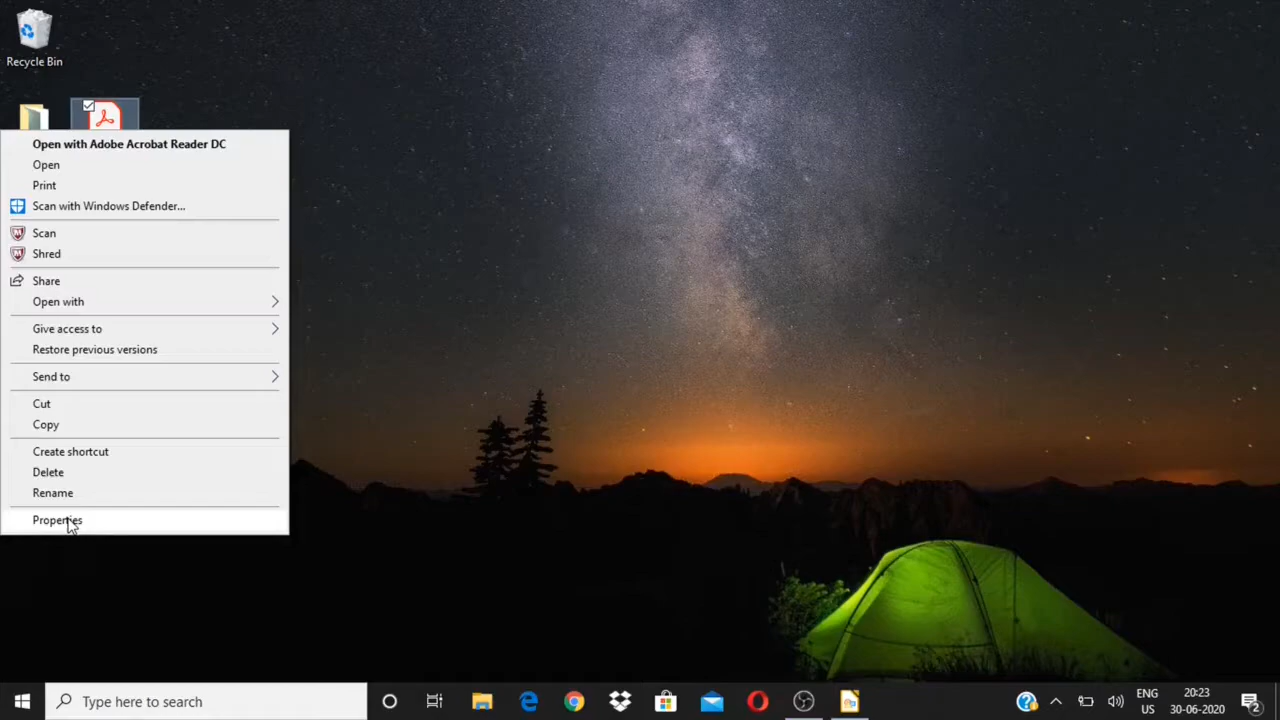 Recycle Bin
Open with Adobe Acrobat Reader DC
Open
Print
Scan with Windows Defender...
Scan
Shred
Share
Open with
Give access to
Restore previous versions
Send to
Cut
Copy
Create shortcut
Delete
Rename
Properties
Type here to search
ENG
US
20:23
30-06-2020
2